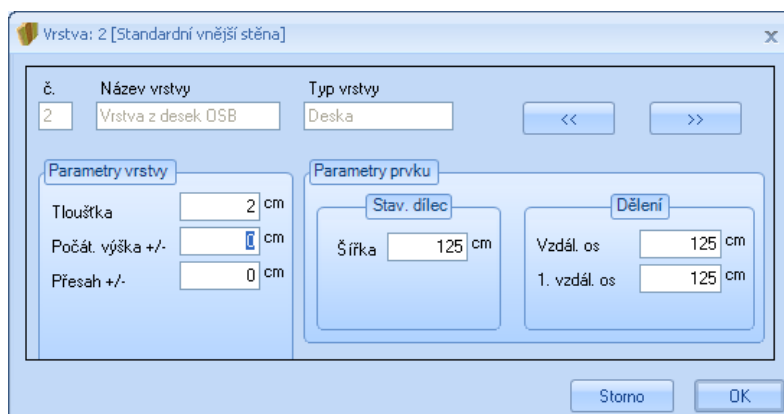 Vrstva: 2 [Standardní vnější stěna]
č. Název vrstvy Typ vrstvy
2 Vrstva z desek OSB Deska << >>
Parametry vrstvy Parametry prvku
Stav. dílec Dělení
Tloušťka 2 cm
Šířka 125 cm
Vzdál. os 125 cm
Počát. výška +/- 0 cm
1. vzdál. os 125 cm
Přesah +/- 0 cm
Storno OK